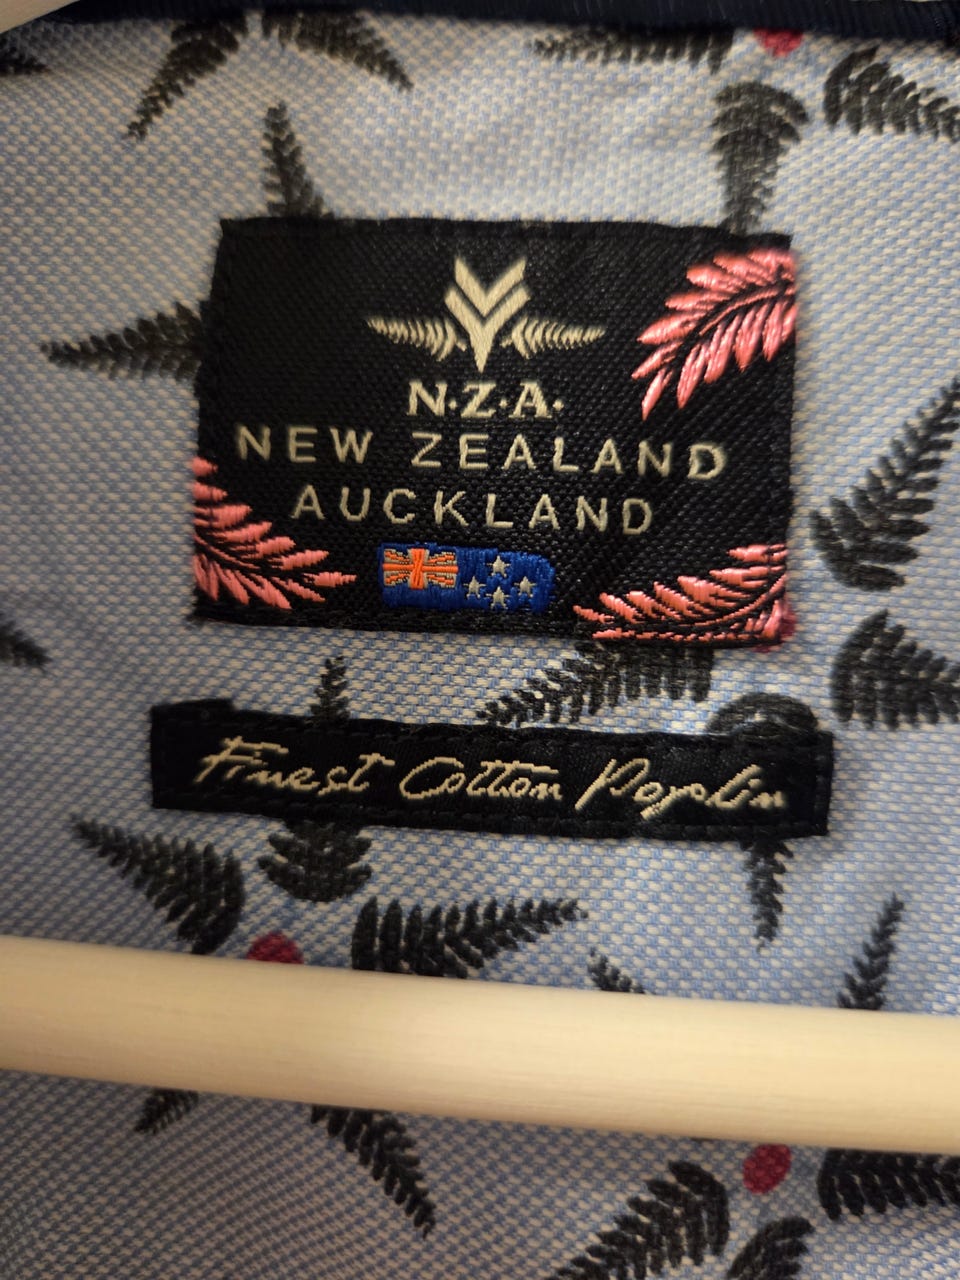 N·Z·A·
NEW ZEALAND
AUCKLAND
Finest Cotton Poplin